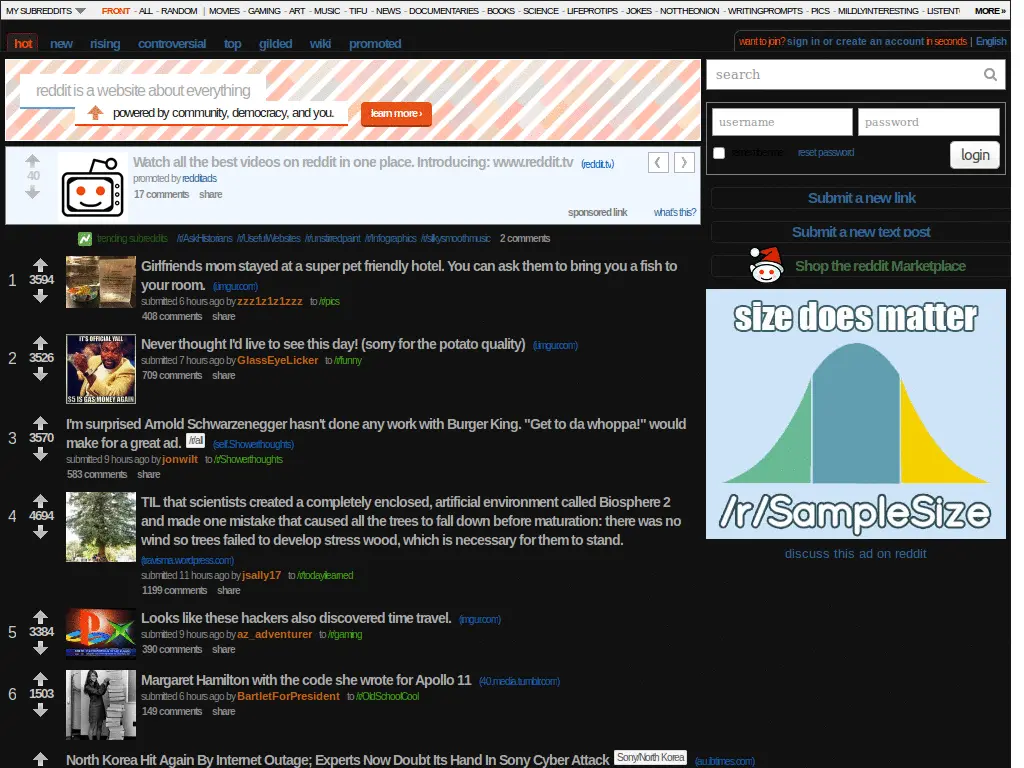 MY SUBREDDITS FRONT - ALL - RANDOM | MOVIES - GAMING - ART - MUSIC - TIFU - NEWS - DOCUMENTARIES - BOOKS - SCIENCE - LIFEPROTIPS - JOKES - NOTTHEONION - WRITINGPROMPTS - PICS - MILDLYINTERESTING - LISTENT MORE »
hot new rising controversial top gilded wiki promoted
want to join? sign in or create an account in seconds | English
reddit is a website about everything
powered by community, democracy, and you. learn more ›
search
username password
remember me reset password login
40
Watch all the best videos on reddit in one place. Introducing: www.reddit.tv (reddit.tv)
promoted by redditads
17 comments share
sponsored link what's this?
Submit a new link
Submit a new text post
Shop the reddit Marketplace
size does matter
/r/SampleSize
discuss this ad on reddit
trending subreddits /r/AskHistorians /r/UsefulWebsites /r/unstirredpaint /r/Infographics /r/silkysmoothmusic 2 comments
1 3594 Girlfriends mom stayed at a super pet friendly hotel. You can ask them to bring you a fish to
your room. (i.imgur.com)
submitted 6 hours ago by zzz1z1z1zzz to /r/pics
408 comments share
2 3526 Never thought I'd live to see this day! (sorry for the potato quality) (i.imgur.com)
submitted 7 hours ago by GlassEyeLicker to /r/funny
709 comments share
IT'S OFFICIAL YALL
$5 IS GAS MONEY AGAIN
3 3570 I'm surprised Arnold Schwarzenegger hasn't done any work with Burger King. "Get to da whoppa!" would
make for a great ad. /r/all (self.Showerthoughts)
submitted 9 hours ago by jonwilt to /r/Showerthoughts
583 comments share
4 4694 TIL that scientists created a completely enclosed, artificial environment called Biosphere 2
and made one mistake that caused all the trees to fall down before maturation: there was no
wind so trees failed to develop stress wood, which is necessary for them to stand.
(travisma.wordpress.com)
submitted 11 hours ago by jsally17 to /r/todayilearned
1199 comments share
5 3384 Looks like these hackers also discovered time travel. (imgur.com)
submitted 9 hours ago by az_adventurer to /r/gaming
390 comments share
6 1503 Margaret Hamilton with the code she wrote for Apollo 11 (40.media.tumblr.com)
submitted 6 hours ago by BartletForPresident to /r/OldSchoolCool
149 comments share
North Korea Hit Again By Internet Outage; Experts Now Doubt Its Hand In Sony Cyber Attack Sony/North Korea (au.ibtimes.com)